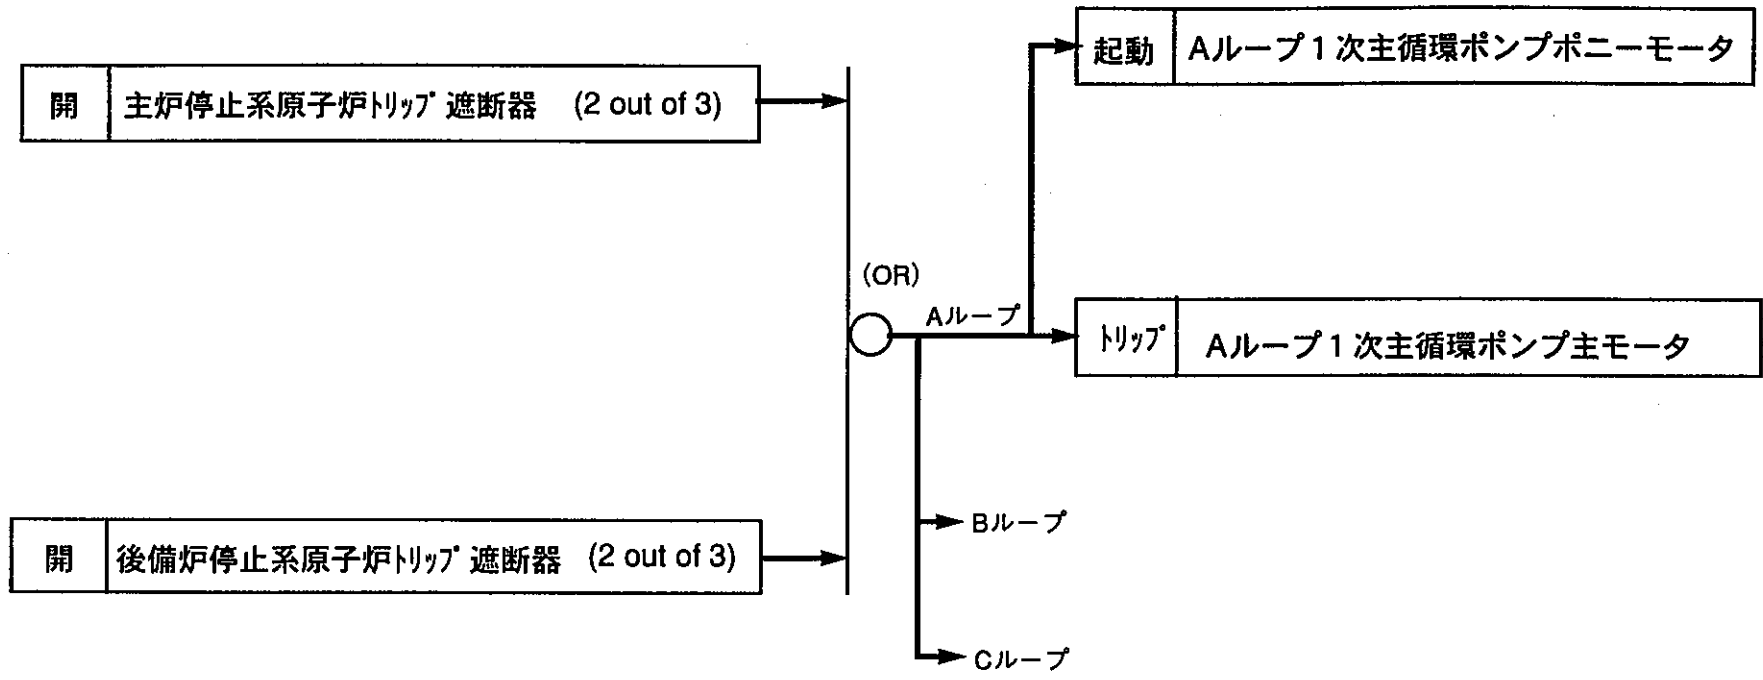 起動 Aループ1次主循環ポンプポニーモータ
開 主炉停止系原子炉ﾄﾘｯﾌﾟ遮断器 (2 out of 3)
(OR)
Aループ
トリップ Aループ1次主循環ポンプ主モータ
Bループ
開 後備炉停止系原子炉ﾄﾘｯﾌﾟ遮断器 (2 out of 3)
Cループ